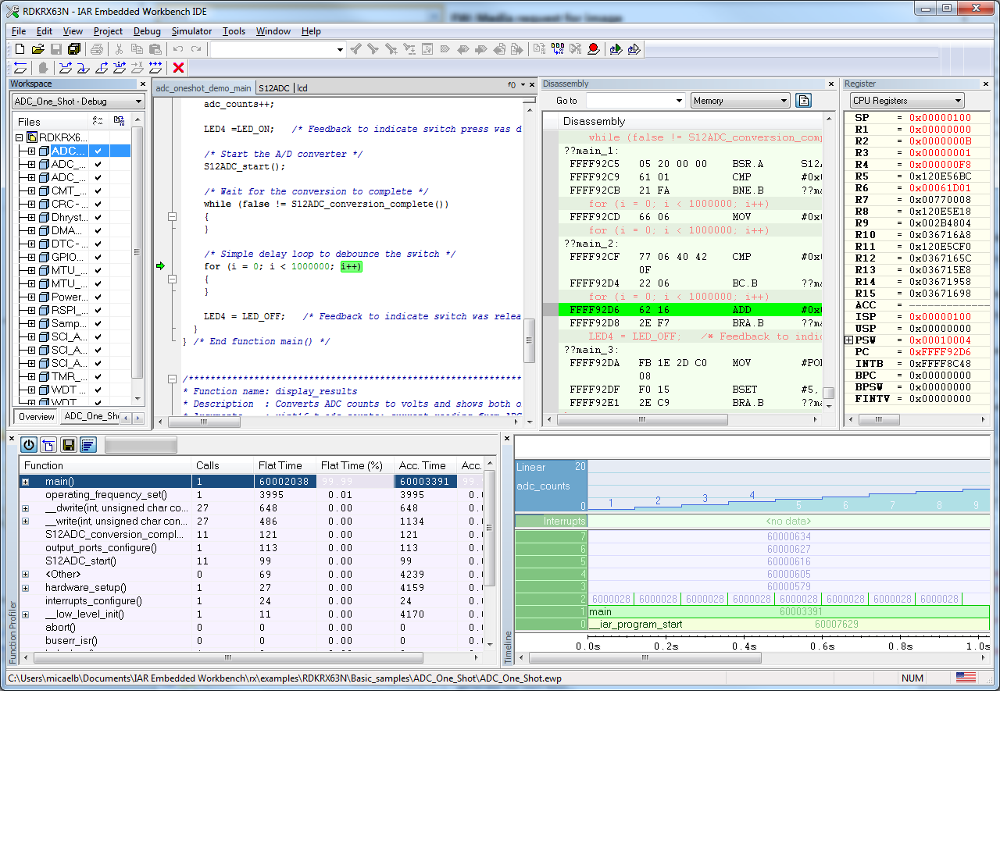 RDKRX63N - IAR Embedded Workbench IDE
FW: Media request for image
File Edit View Project Debug Simulator Tools Window Help
Workspace
ADC_One_Shot - Debug
Files
RDKRX6...
ADC...
ADC_...
ADC_...
CMT_...
CRC-...
Dhryst...
DMA...
DTC-...
GPIO...
MTU_...
MTU_...
Power...
RSPI_...
Samp...
SCI_A...
SCI_A...
SCI_A...
TMR_...
WDT ...
WDT
Overview ADC_One_Sh
adc_oneshot_demo_main S12ADC lcd f0
adc_counts++;
LED4 =LED_ON; /* Feedback to indicate switch press was d
/* Start the A/D converter */
S12ADC_start();
/* Wait for the conversion to complete */
while (false != S12ADC_conversion_complete())
{
}
/* Simple delay loop to debounce the switch */
for (i = 0; i < 1000000; i++)
{
}
LED4 = LED_OFF; /* Feedback to indicate switch was relea
}
} /* End function main() */
* Function name: display_results
* Description : Converts ADC counts to volts and shows both o
Disassembly
Go to Memory
Disassembly
while (false != S12ADC_conversion_com
??main_1:
FFFF92C5 05 20 00 00 BSR.A S12
FFFF92C9 61 01 CMP #0x
FFFF92CB 21 FA BNE.B ??ma
for (i = 0; i < 1000000; i++)
FFFF92CD 66 06 MOV #0x
for (i = 0; i < 1000000; i++)
??main_2:
FFFF92CF 77 06 40 42 CMP #0x
0F
FFFF92D4 22 06 BC.B ??ma
for (i = 0; i < 1000000; i++)
FFFF92D6 62 16 ADD #0x
FFFF92D8 2E F7 BRA.B ??ma
LED4 = LED_OFF; /* Feedback to indi
??main_3:
FFFF92DA FB 1E 2D C0 MOV #PO
08
FFFF92DF F0 15 BSET #5,
FFFF92E1 2E C9 BRA.B ??ma
Register
CPU Registers
SP = 0x00000100
R1 = 0x00000000
R2 = 0x0000000B
R3 = 0x00000001
R4 = 0x000000F8
R5 = 0x120E56BC
R6 = 0x00061D01
R7 = 0x00770008
R8 = 0x120E5E18
R9 = 0x002B4804
R10 = 0x036716A8
R11 = 0x120E5CF0
R12 = 0x0367165C
R13 = 0x036715E8
R14 = 0x03671958
R15 = 0x03671698
ACC = ----------
ISP = 0x00000100
USP = 0x00000000
PSW = 0x00010004
PC = 0xFFFF92D6
INTB = 0xFFFF8C48
BPC = 0x00000000
BPSW = 0x00000000
FINTV = 0x00000000
Function Profiler
Function Calls Flat Time Flat Time (%) Acc. Time Acc.
main() 1 60002038 99.99 60003391 99.
operating_frequency_set() 1 3995 0.01 3995 0.
__dwrite(int, unsigned char co... 27 648 0.00 648 0.
__write(int, unsigned char con... 27 486 0.00 1134 0.
S12ADC_conversion_compl... 11 121 0.00 121 0.
output_ports_configure() 1 113 0.00 113 0.
S12ADC_start() 11 99 0.00 99 0.
<Other> 0 69 0.00 4239 0.
hardware_setup() 1 27 0.00 4159 0.
interrupts_configure() 1 24 0.00 24 0.
__low_level_init() 1 11 0.00 4170 0.
abort() 0 0 0.00 0 0.
buserr_isr() 0 0 0.00 0 0.
Timeline
Linear 20
adc_counts
0
1 2 3 4 5 6 7 8 9
Interrupts <no data>
7 60000634
6 60000627
5 60000616
4 60000605
3 60000579
2 6000028 6000028 6000028 6000028 6000028 6000028 6000028 6000028
1 main 60003391
0 __iar_program_start 60007629
0.0s 0.2s 0.4s 0.6s 0.8s 1.0s
C:\Users\micaelb\Documents\IAR Embedded Workbench\rx\examples\RDKRX63N\Basic_samples\ADC_One_Shot\ADC_One_Shot.ewp NUM